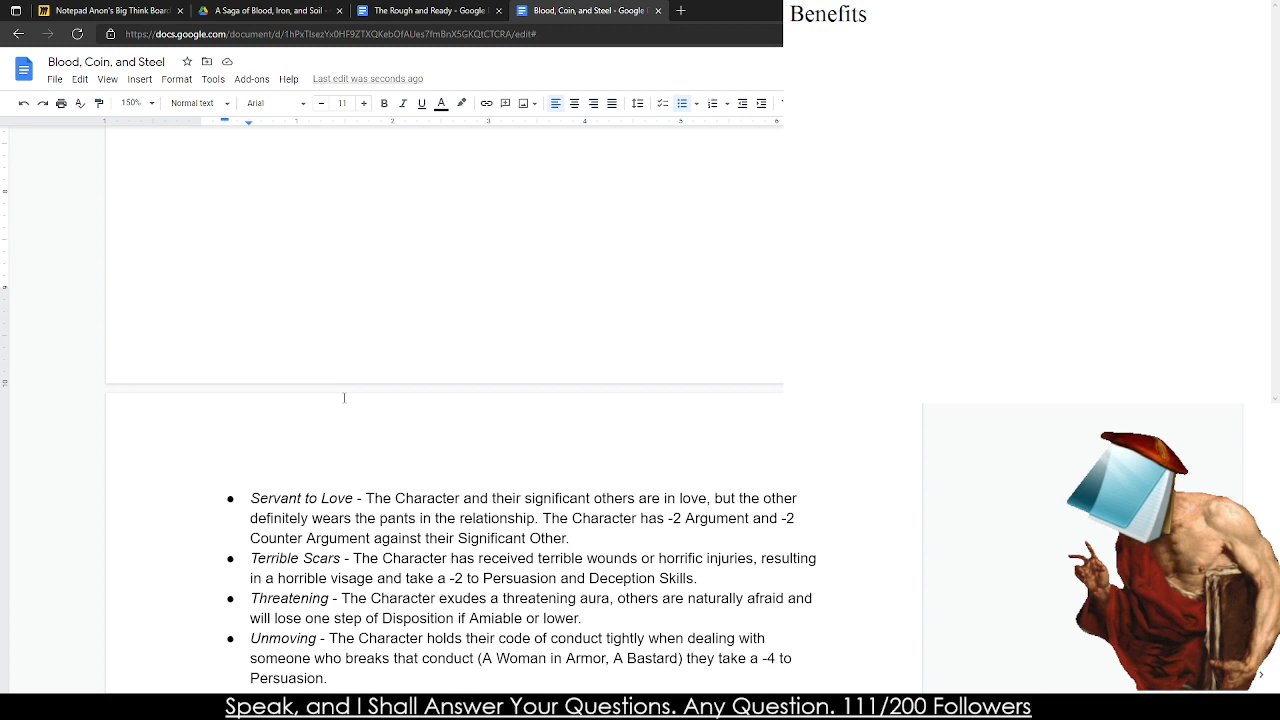 Notepad Anon's Big Think Board
A Saga of Blood, Iron, and Soil -
The Rough and Ready - Google D
Blood, Coin, and Steel - Google D
Benefits
https://docs.google.com/document/d/1hPxTlsezYx0HF9ZTXQKebOfAUes7fmBnX5GKQtCTCRA/edit#
Blood, Coin, and Steel
File Edit View Insert Format Tools Add-ons Help Last edit was seconds ago
150% Normal text Arial 11
1 1 2 3 4 5 6
● Servant to Love - The Character and their significant others are in love, but the other
definitely wears the pants in the relationship. The Character has -2 Argument and -2
Counter Argument against their Significant Other.
● Terrible Scars - The Character has received terrible wounds or horrific injuries, resulting
in a horrible visage and take a -2 to Persuasion and Deception Skills.
● Threatening - The Character exudes a threatening aura, others are naturally afraid and
will lose one step of Disposition if Amiable or lower.
● Unmoving - The Character holds their code of conduct tightly when dealing with
someone who breaks that conduct (A Woman in Armor, A Bastard) they take a -4 to
Persuasion.
Speak, and I Shall Answer Your Questions. Any Question. 111/200 Followers